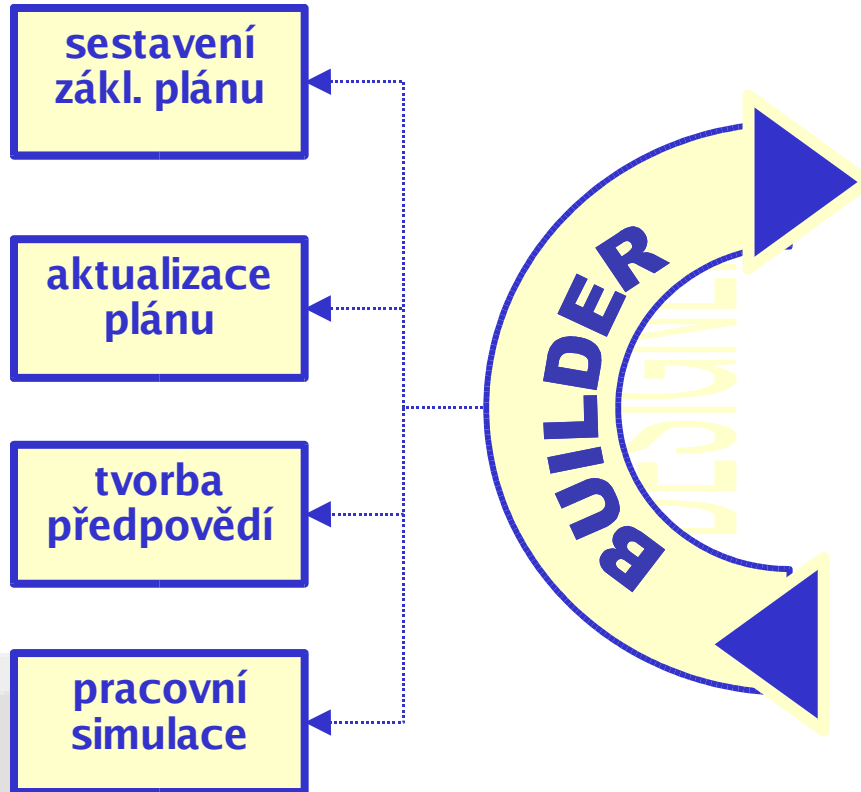 sestavení
zákl. plánu
aktualizace
plánu
tvorba
předpovědí
pracovní
simulace
BUILDER